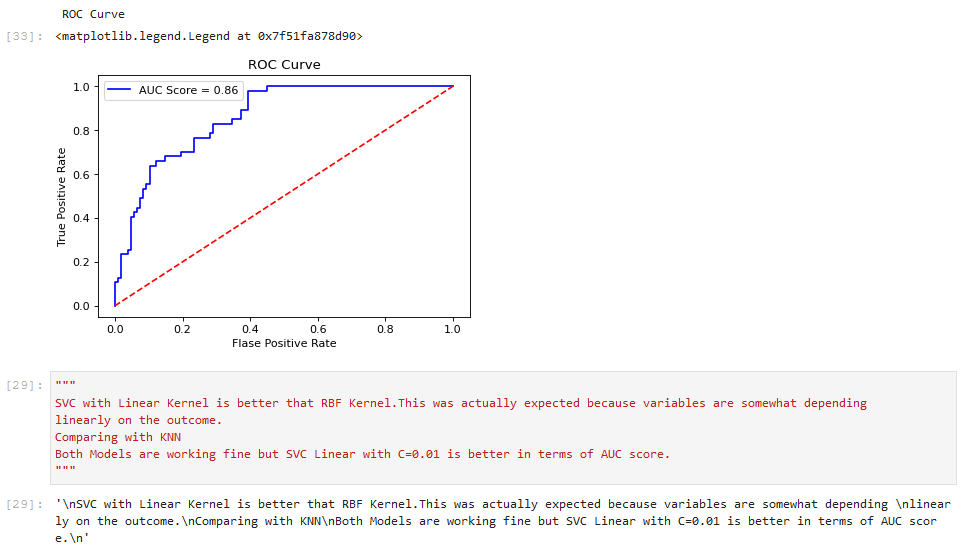 ROC Curve
[33]: <matplotlib.legend.Legend at 0x7f51fa878d90>
ROC Curve
AUC Score = 0.86
1.0
0.8
0.6
0.4
0.2
0.0
True Positive Rate
0.0 0.2 0.4 0.6 0.8 1.0
Flase Positive Rate
[29]: """
SVC with Linear Kernel is better that RBF Kernel.This was actually expected because variables are somewhat depending
linearly on the outcome.
Comparing with KNN
Both Models are working fine but SVC Linear with C=0.01 is better in terms of AUC score.
"""
[29]: '\nSVC with Linear Kernel is better that RBF Kernel.This was actually expected because variables are somewhat depending \nlinear
ly on the outcome.\nComparing with KNN\nBoth Models are working fine but SVC Linear with C=0.01 is better in terms of AUC scor
e.\n'